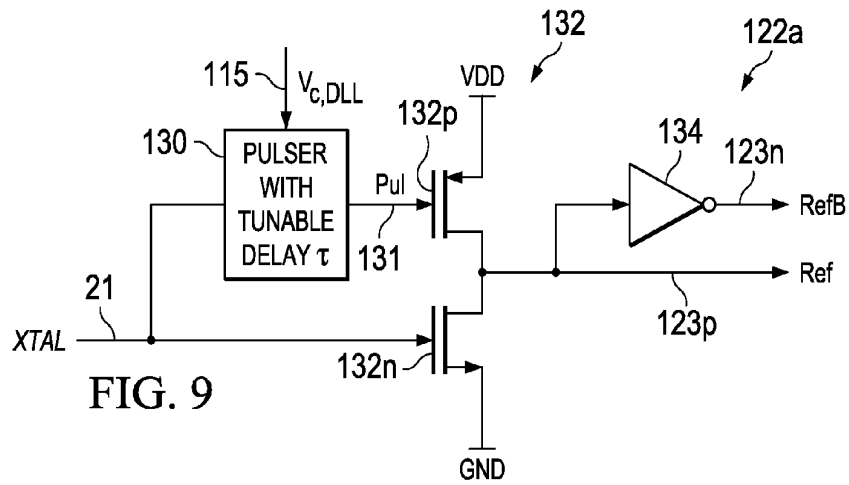 132
122a
115
Vc,DLL
VDD
132p
130
134
123n
PULSER
WITH
TUNABLE
DELAY τ
Pul
131
RefB
Ref
123p
21
XTAL
132n
FIG. 9
GND